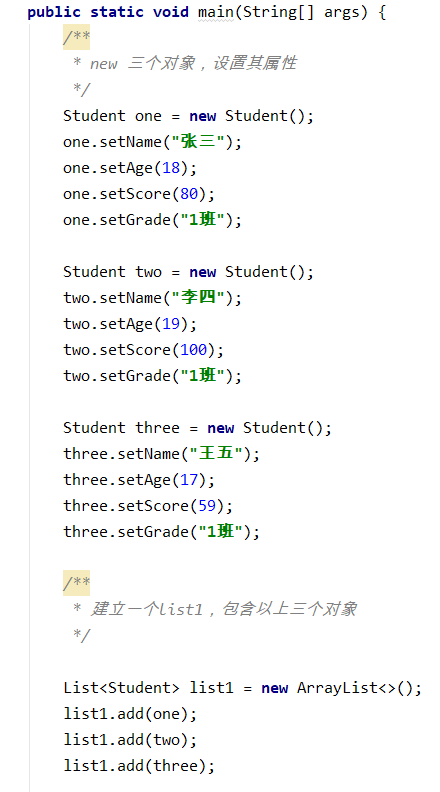 public static void main(String[] args) {
/**
* new 三个对象，设置其属性
*/
Student one = new Student();
one.setName("张三");
one.setAge(18);
one.setScore(80);
one.setGrade("1班");
Student two = new Student();
two.setName("李四");
two.setAge(19);
two.setScore(100);
two.setGrade("1班");
Student three = new Student();
three.setName("王五");
three.setAge(17);
three.setScore(59);
three.setGrade("1班");
/**
* 建立一个list1，包含以上三个对象
*/
List<Student> list1 = new ArrayList<>();
list1.add(one);
list1.add(two);
list1.add(three);